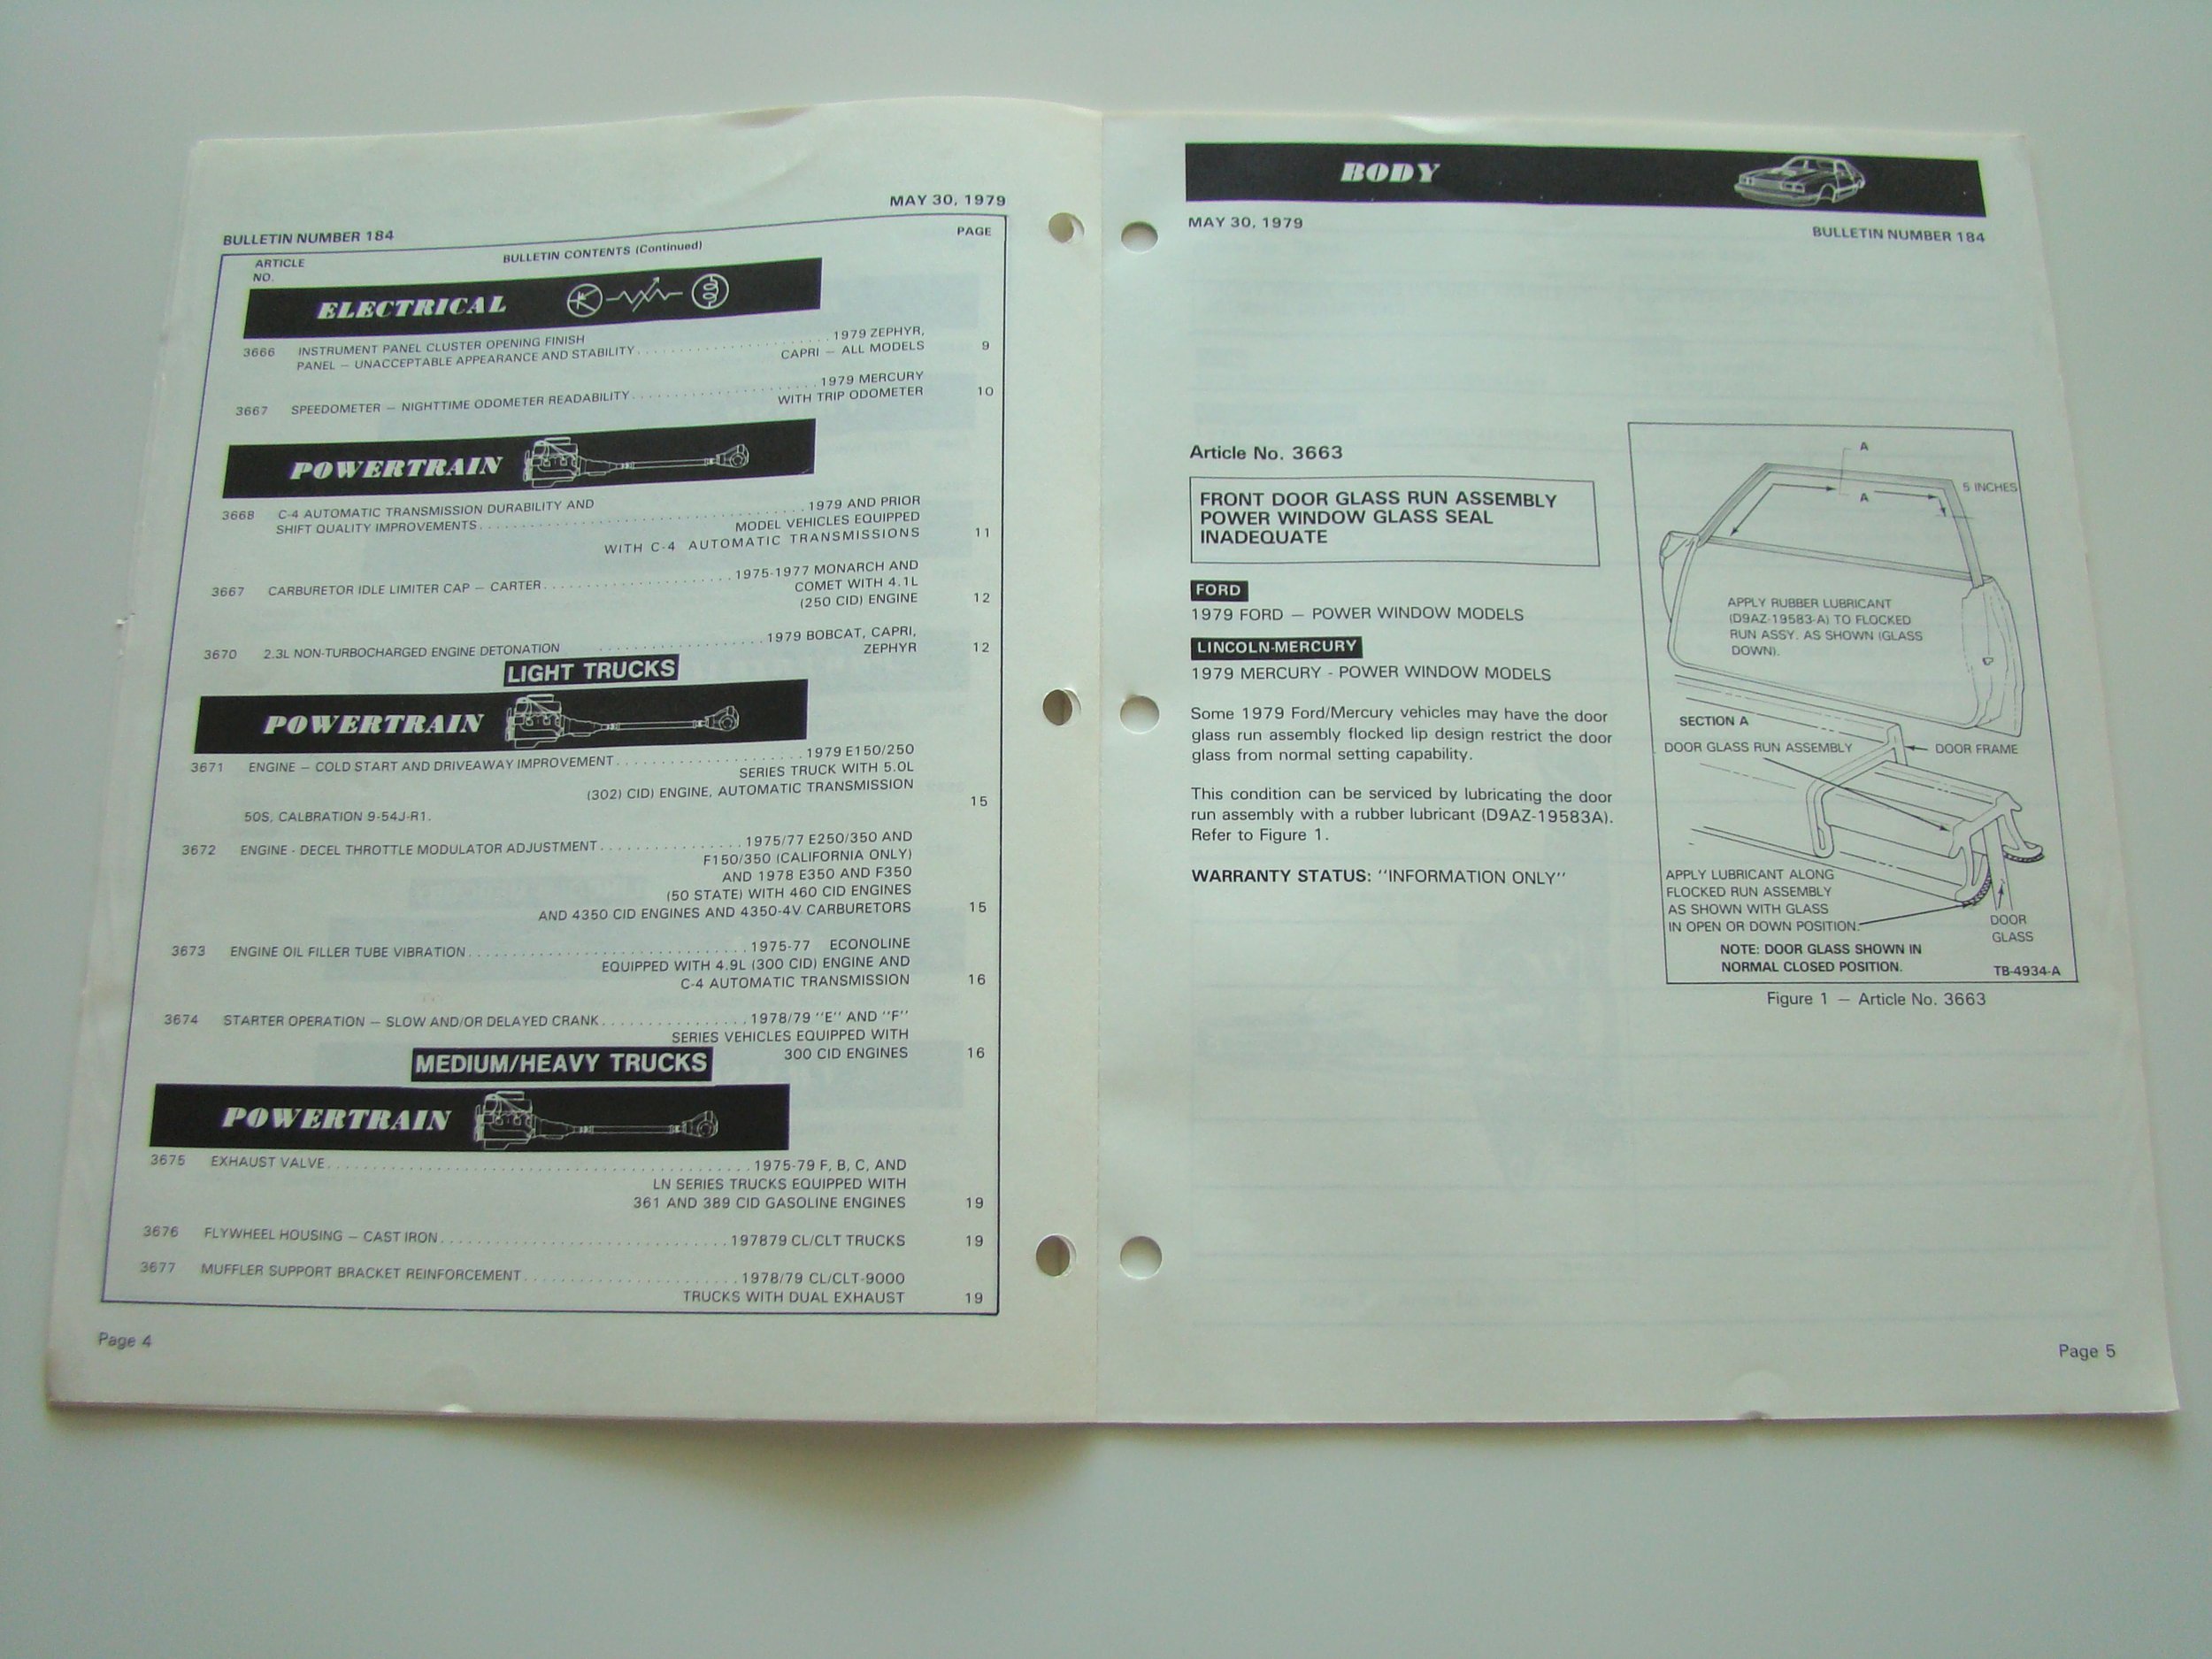 MAY 30, 1979
BULLETIN NUMBER 184
BULLETIN CONTENTS (Continued)
PAGE
ARTICLE
NO.
ELECTRICAL
3666 INSTRUMENT PANEL CLUSTER OPENING FINISH
PANEL — UNACCEPTABLE APPEARANCE AND STABILITY . . . . . . . . . . . . . . . . . . . 1979 ZEPHYR,
CAPRI — ALL MODELS 9
3667 SPEEDOMETER — NIGHTTIME ODOMETER READABILITY . . . . . . . . . . . . . . . . . . 1979 MERCURY
WITH TRIP ODOMETER 10
POWERTRAIN
3668 C-4 AUTOMATIC TRANSMISSION DURABILITY AND
SHIFT QUALITY IMPROVEMENTS . . . . . . . . . . . . . . . . . . . . . . . . . . . 1979 AND PRIOR
MODEL VEHICLES EQUIPPED
WITH C-4 AUTOMATIC TRANSMISSIONS 11
3667 CARBURETOR IDLE LIMITER CAP — CARTER . . . . . . . . . . . . . . . . . . 1975-1977 MONARCH AND
COMET WITH 4.1L
(250 CID) ENGINE 12
3670 2.3L NON-TURBOCHARGED ENGINE DETONATION . . . . . . . . . . . . . . . . 1979 BOBCAT, CAPRI,
ZEPHYR 12
LIGHT TRUCKS
POWERTRAIN
3671 ENGINE — COLD START AND DRIVEAWAY IMPROVEMENT . . . . . . . . . . . . . . . . . 1979 E150/250
SERIES TRUCK WITH 5.0L
(302) CID) ENGINE, AUTOMATIC TRANSMISSION
50S, CALBRATION 9-54J-R1. 15
3672 ENGINE - DECEL THROTTLE MODULATOR ADJUSTMENT . . . . . . . . . . . . . . 1975/77 E250/350 AND
F150/350 (CALIFORNIA ONLY)
AND 1978 E350 AND F350
(50 STATE) WITH 460 CID ENGINES
AND 4350 CID ENGINES AND 4350-4V CARBURETORS 15
3673 ENGINE OIL FILLER TUBE VIBRATION . . . . . . . . . . . . . . . . . . . . . . . . . . . 1975-77 ECONOLINE
EQUIPPED WITH 4.9L (300 CID) ENGINE AND
C-4 AUTOMATIC TRANSMISSION 16
3674 STARTER OPERATION — SLOW AND/OR DELAYED CRANK . . . . . . . . . . . . . . 1978/79 "E" AND "F"
SERIES VEHICLES EQUIPPED WITH
300 CID ENGINES 16
MEDIUM/HEAVY TRUCKS
POWERTRAIN
3675 EXHAUST VALVE . . . . . . . . . . . . . . . . . . . . . . . . . . . . . . . . . . . . . . 1975-79 F, B, C, AND
LN SERIES TRUCKS EQUIPPED WITH
361 AND 389 CID GASOLINE ENGINES 19
3676 FLYWHEEL HOUSING — CAST IRON . . . . . . . . . . . . . . . . . . . . . . . . . 197879 CL/CLT TRUCKS 19
3677 MUFFLER SUPPORT BRACKET REINFORCEMENT . . . . . . . . . . . . . . . . . . . 1978/79 CL/CLT-9000
TRUCKS WITH DUAL EXHAUST 19
Page 4
BODY
MAY 30, 1979
BULLETIN NUMBER 184
Article No. 3663
FRONT DOOR GLASS RUN ASSEMBLY
POWER WINDOW GLASS SEAL
INADEQUATE
FORD
1979 FORD — POWER WINDOW MODELS
LINCOLN-MERCURY
1979 MERCURY - POWER WINDOW MODELS
Some 1979 Ford/Mercury vehicles may have the door
glass run assembly flocked lip design restrict the door
glass from normal setting capability.
This condition can be serviced by lubricating the door
run assembly with a rubber lubricant (D9AZ-19583A).
Refer to Figure 1.
WARRANTY STATUS: "INFORMATION ONLY"
A
A
5 INCHES
APPLY RUBBER LUBRICANT
(D9AZ-19583-A) TO FLOCKED
RUN ASSY. AS SHOWN (GLASS
DOWN).
SECTION A
DOOR GLASS RUN ASSEMBLY
DOOR FRAME
APPLY LUBRICANT ALONG
FLOCKED RUN ASSEMBLY
AS SHOWN WITH GLASS
IN OPEN OR DOWN POSITION.
DOOR
GLASS
NOTE: DOOR GLASS SHOWN IN
NORMAL CLOSED POSITION.
TB-4934-A
Figure 1 — Article No. 3663
Page 5